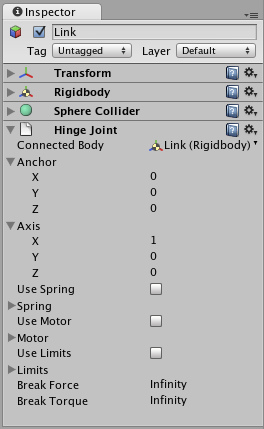 Inspector
Link
Tag Untagged Layer Default
Transform
Rigidbody
Sphere Collider
Hinge Joint
Connected Body Link (Rigidbody)
Anchor
X 0
Y 0
Z 0
Axis
X 1
Y 0
Z 0
Use Spring
Spring
Use Motor
Motor
Use Limits
Limits
Break Force Infinity
Break Torque Infinity